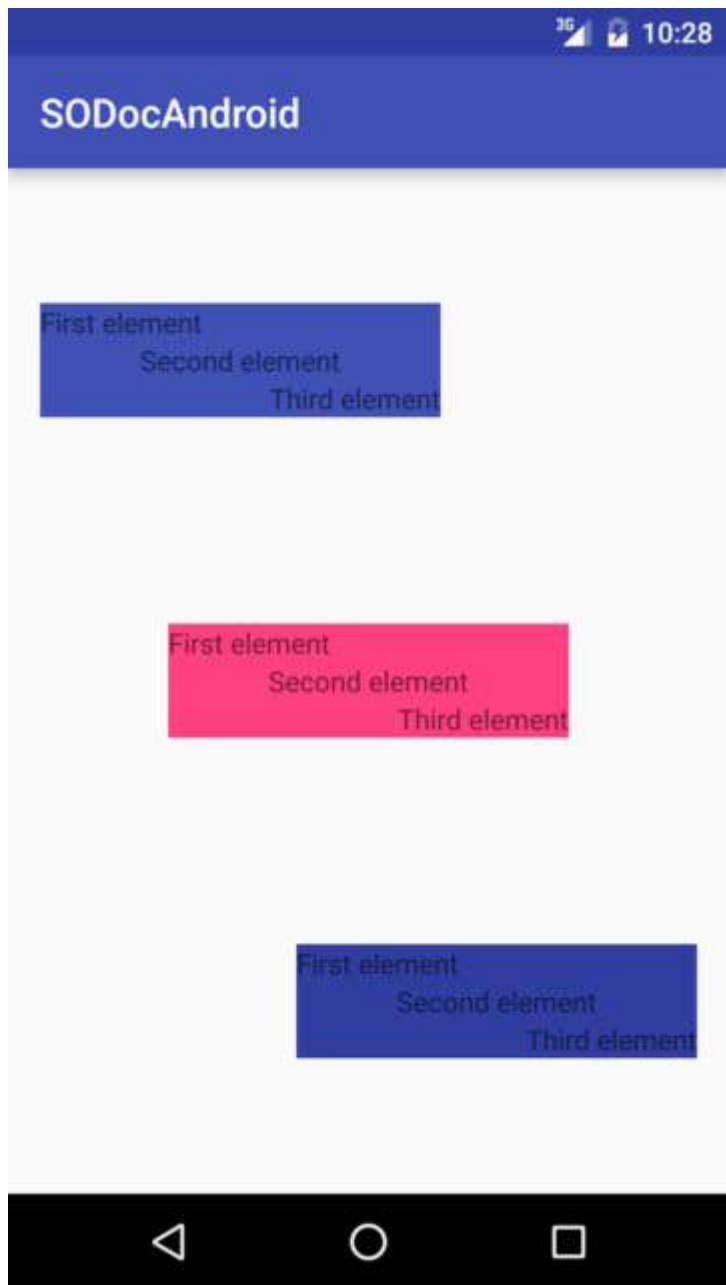 3G 10:28
SODocAndroid
First element
Second element
Third element
First element
Second element
Third element
First element
Second element
Third element